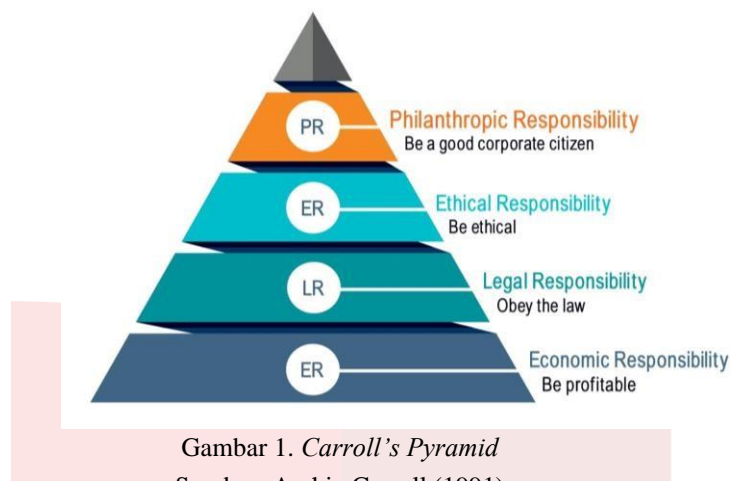 PR
Philanthropic Responsibility
Be a good corporate citizen
ER
Ethical Responsibility
Be ethical
LR
Legal Responsibility
Obey the law
ER
Economic Responsibility
Be profitable
Gambar 1. Carroll's Pyramid